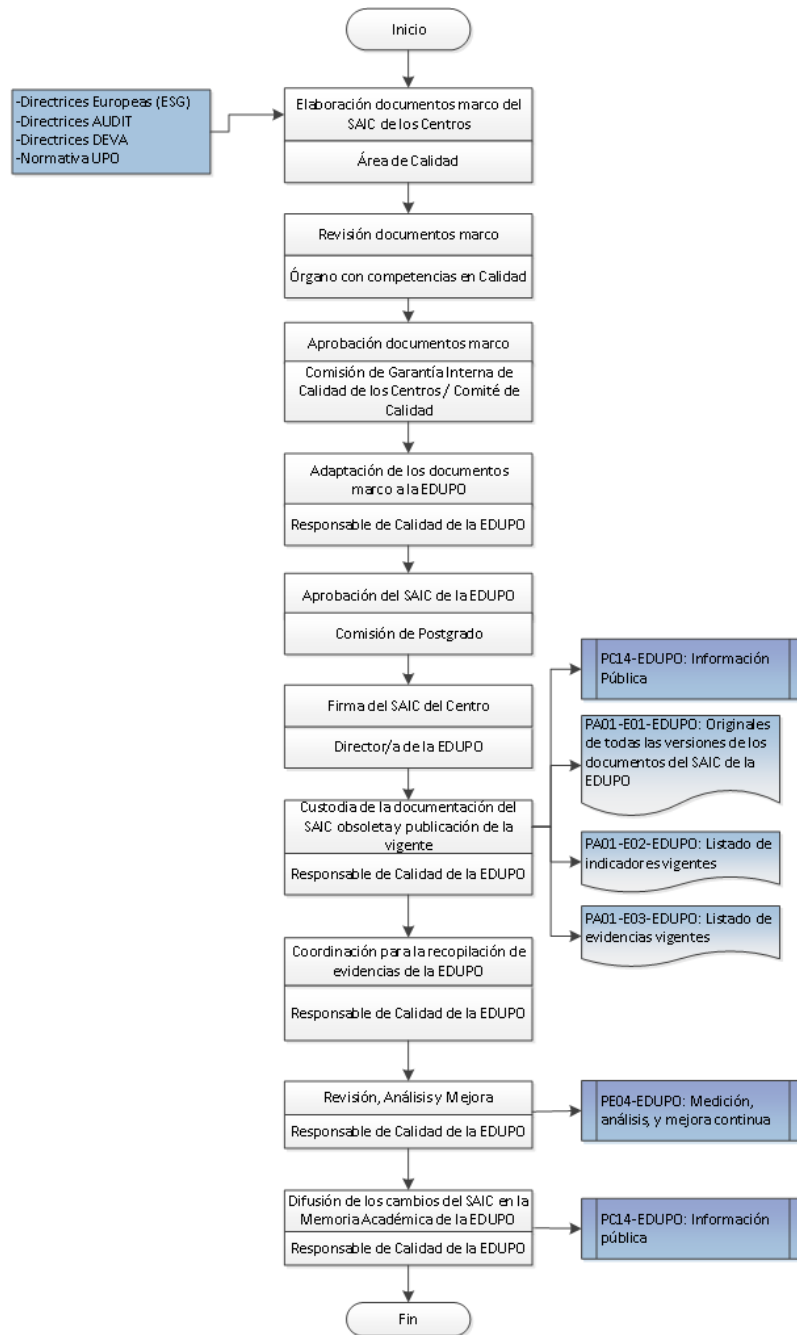 Inicio
-Directrices Europeas (ESG)
-Directrices AUDIT
-Directrices DEVA
-Normativa UPO
Elaboración documentos marco del
SAIC de los Centros
Área de Calidad
Revisión documentos marco
Órgano con competencias en Calidad
Aprobación documentos marco
Comisión de Garantía Interna de
Calidad de los Centros / Comité de
Calidad
Adaptación de los documentos
marco a la EDUPO
Responsable de Calidad de la EDUPO
Aprobación del SAIC de la EDUPO
Comisión de Postgrado
Firma del SAIC del Centro
Director/a de la EDUPO
Custodia de la documentación del
SAIC obsoleta y publicación de la
vigente
Responsable de Calidad de la EDUPO
PC14-EDUPO: Información
Pública
PA01-E01-EDUPO: Originales
de todas las versiones de los
documentos del SAIC de la
EDUPO
PA01-E02-EDUPO: Listado de
indicadores vigentes
PA01-E03-EDUPO: Listado de
evidencias vigentes
Coordinación para la recopilación de
evidencias de la EDUPO
Responsable de Calidad de la EDUPO
Revisión, Análisis y Mejora
Responsable de Calidad de la EDUPO
PE04-EDUPO: Medición,
análisis, y mejora continua
Difusión de los cambios del SAIC en la
Memoria Académica de la EDUPO
Responsable de Calidad de la EDUPO
PC14-EDUPO: Información
pública
Fin